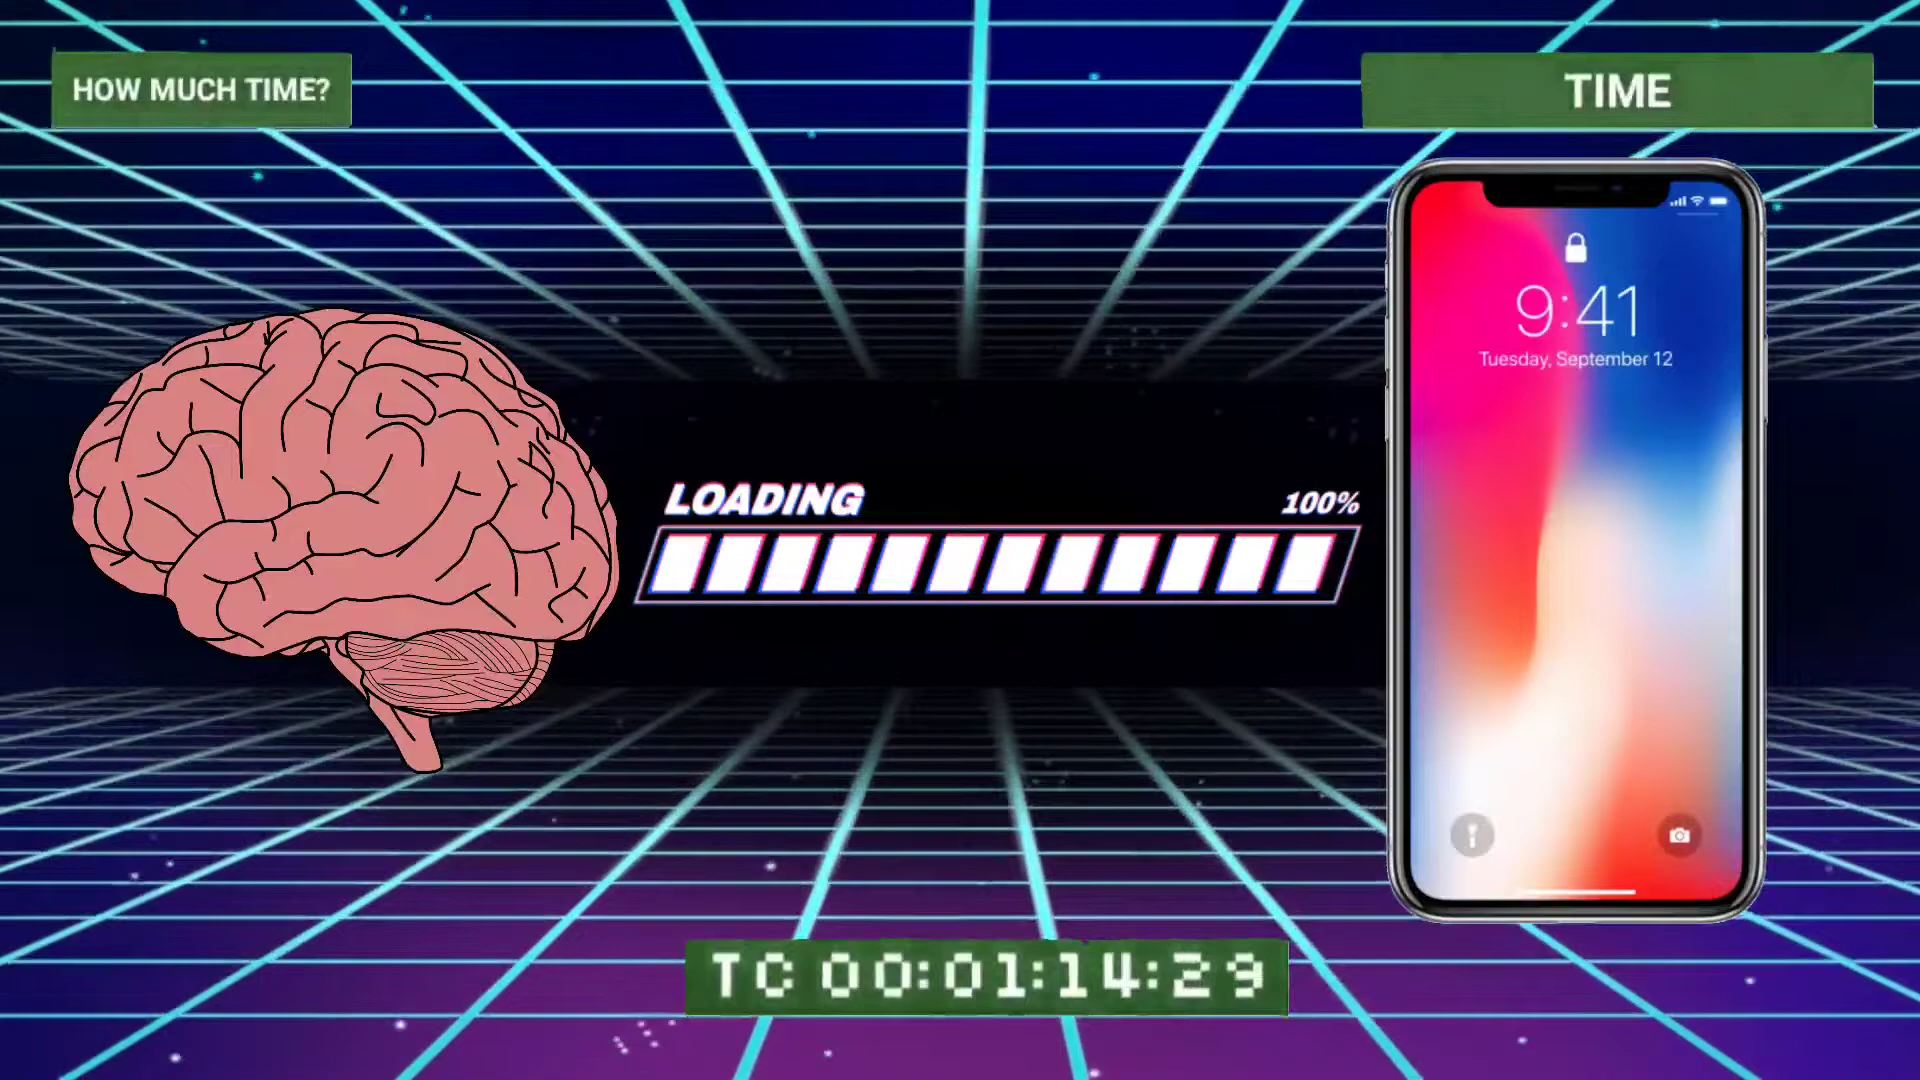 HOW MUCH TIME?
TIME
9:41
Tuesday, September 12
LOADING
100%
TC 00:01:14:29